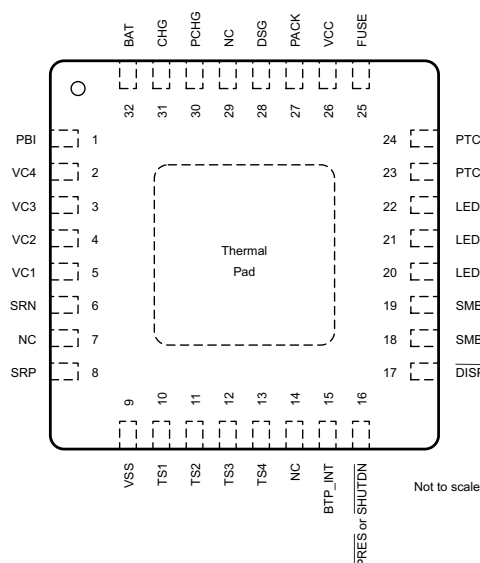 BAT
CHG
PCHG
NC
DSG
PACK
VCC
FUSE
32
31
30
29
28
27
26
25
PBI 1
VC4 2
VC3 3
VC2 4
VC1 5
SRN 6
NC 7
SRP 8
Thermal
Pad
24 PTC
23 PTC
22 LED
21 LED
20 LED
19 SMB
18 SMB
17
9
10
11
12
13
14
15
16
VSS
TS1
TS2
TS3
TS4
NC
BTP_INT
PRES or SHUTDN
Not to scale